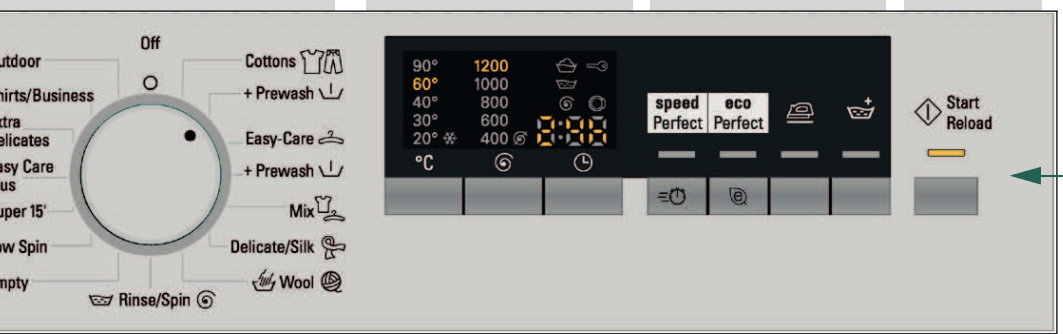 Off
utdoor
hirts/Business
xtra
elicates
asy Care
us
uper 15'
ow Spin
mpty
Rinse/Spin
Cottons
+ Prewash
Easy-Care
+ Prewash
Mix
Delicate/Silk
Wool
90° 1200
60° 1000
40° 800
30° 600
20° 400
°C
speed
Perfect
eco
Perfect
Start
Reload